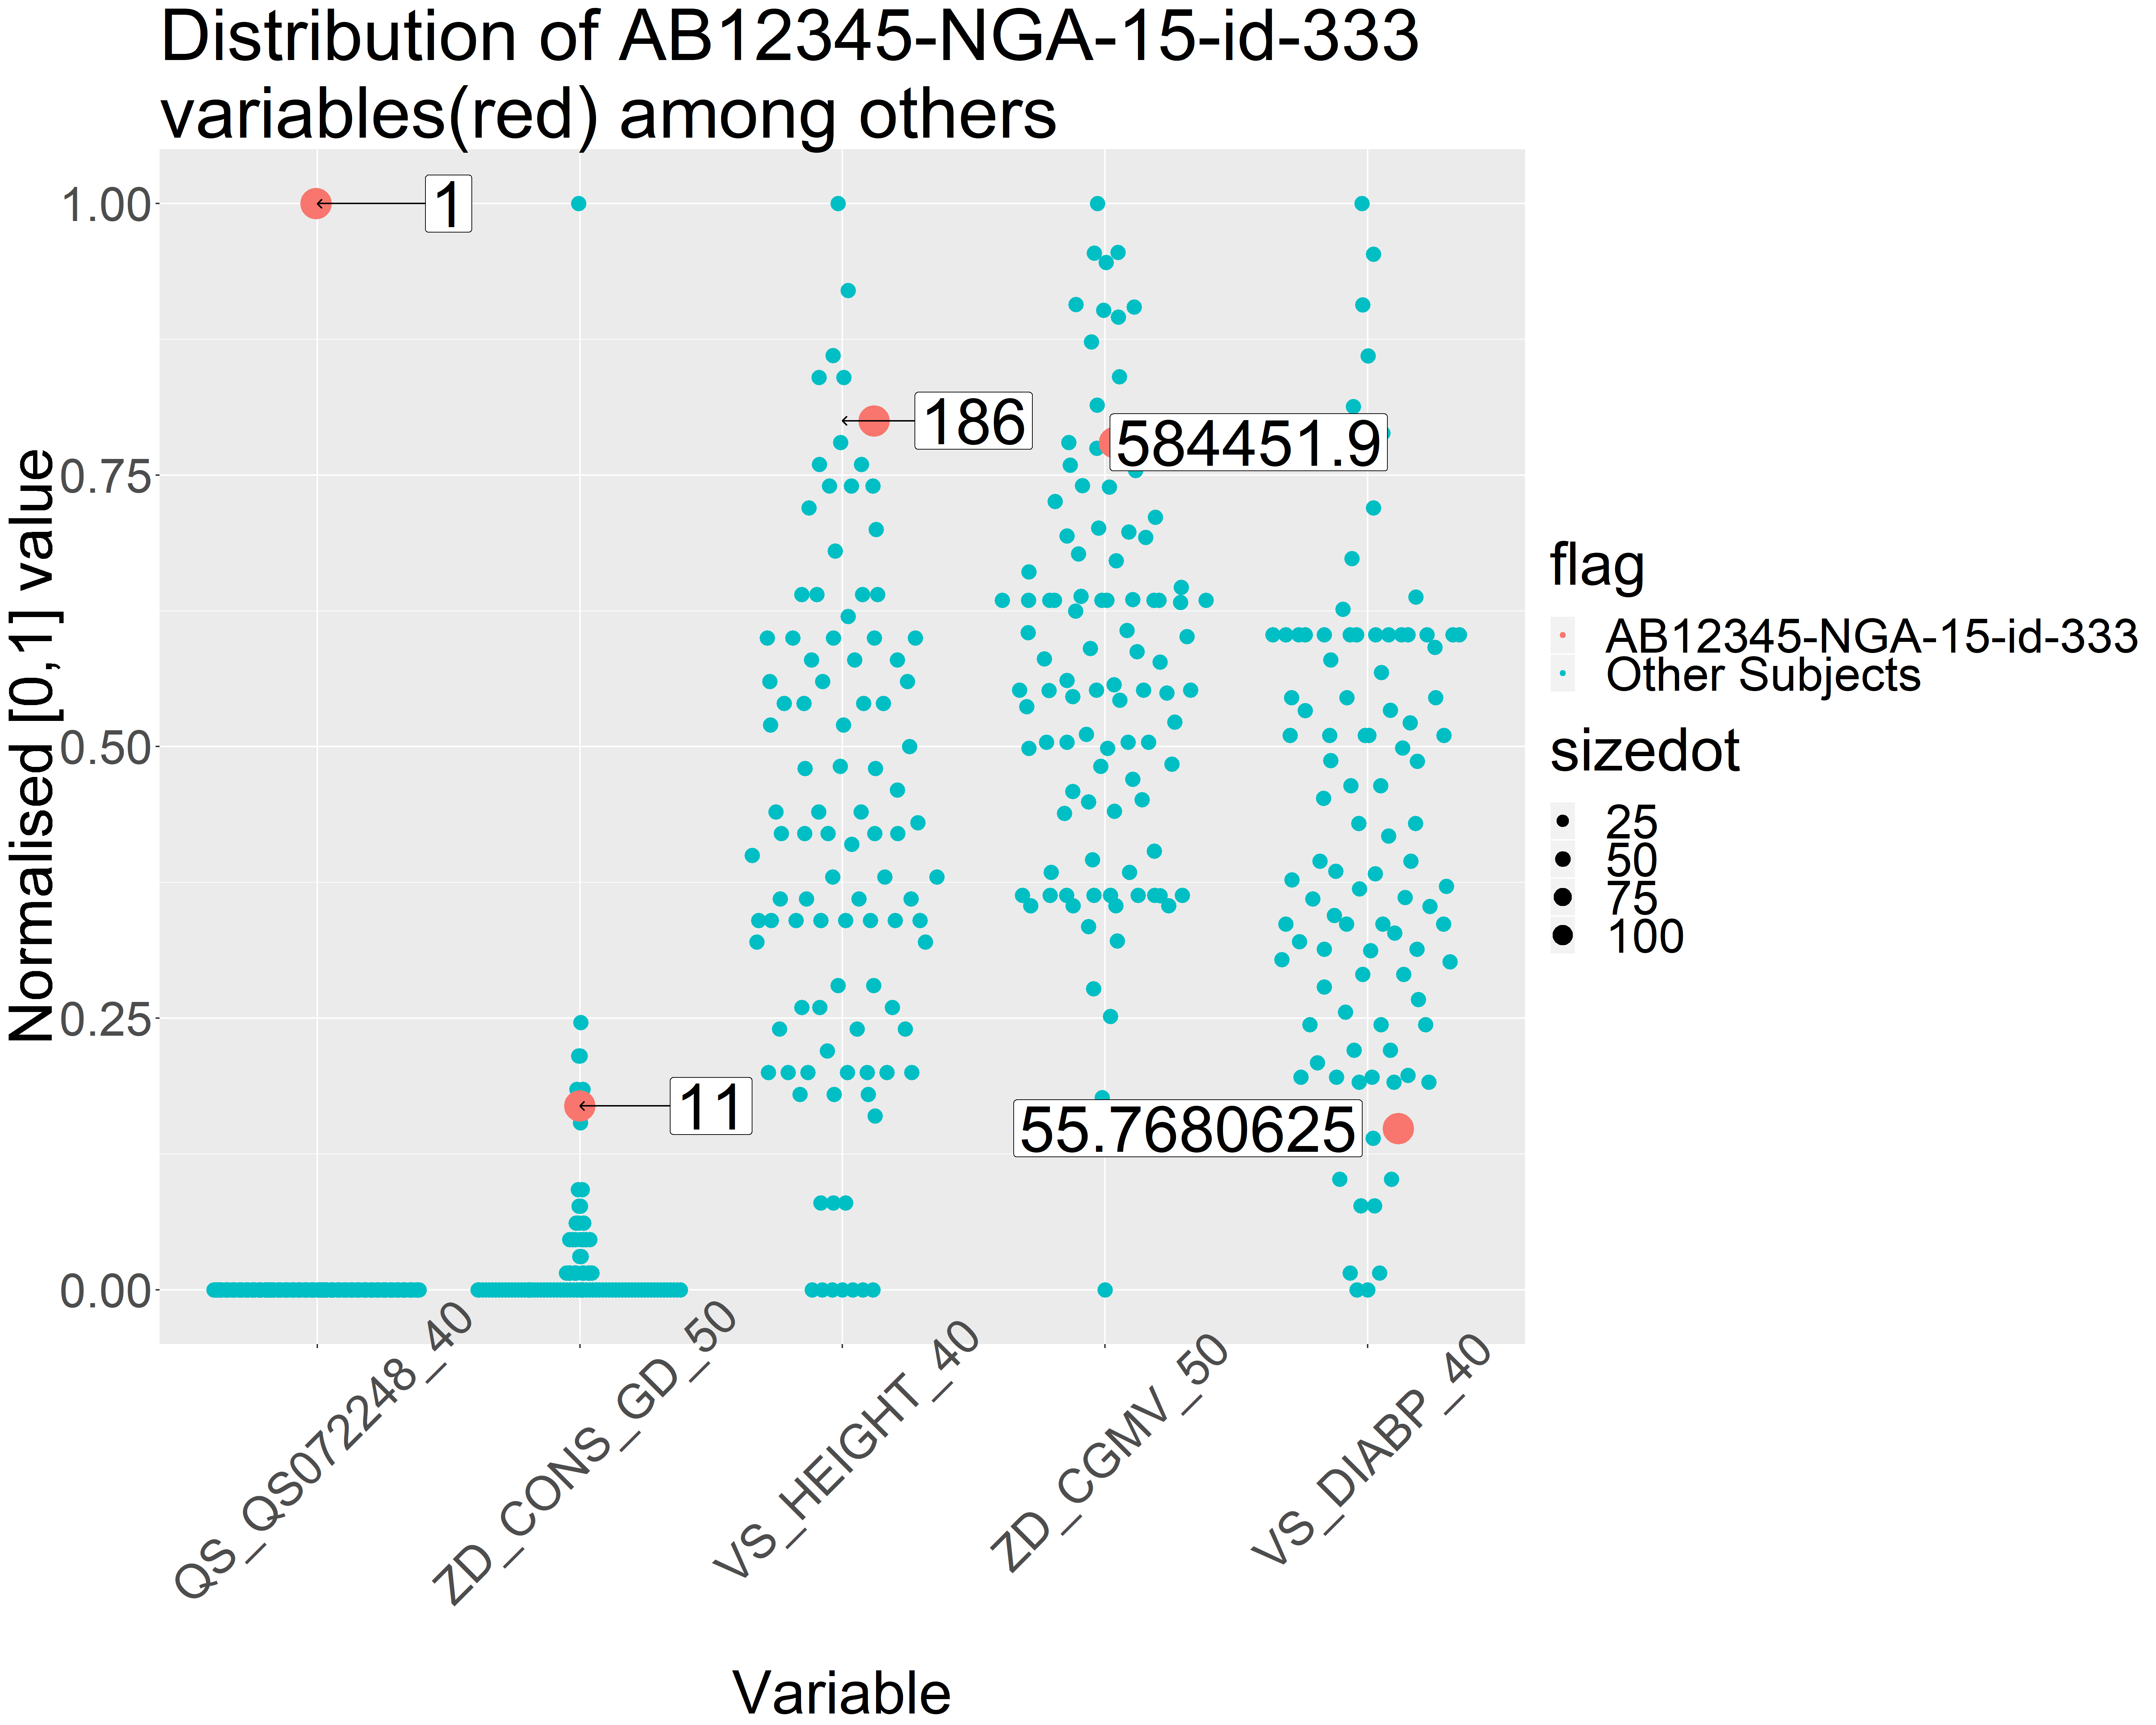 Distribution of AB12345-NGA-15-id-333
variables(red) among others
Normalised [0,1] value
1.00
0.75
0.50
0.25
0.00
1
186
584451.9
11
55.7680625
QS_QS072248_40
ZD_CONS_GD_50
VS_HEIGHT_40
ZD_CGMV_50
VS_DIABP_40
Variable
flag
AB12345-NGA-15-id-333
Other Subjects
sizedot
25
50
75
100